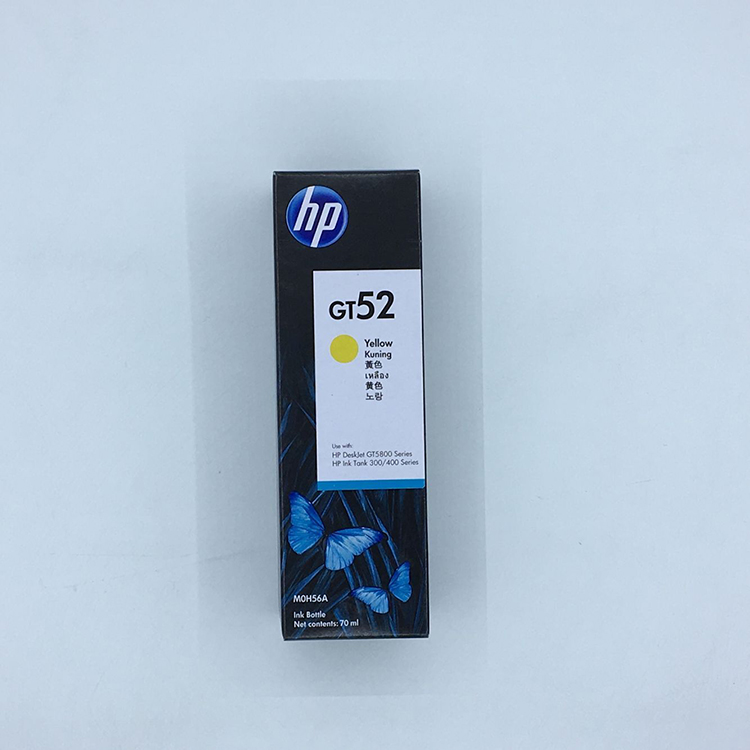 hp
GT52
Yellow
Kuning
黃色
เหลือง
黄色
노랑
Use with:
HP DeskJet GT5800 Series
HP Ink Tank 300/400 Series
M0H56A
Ink Bottle
Net contents: 70 ml